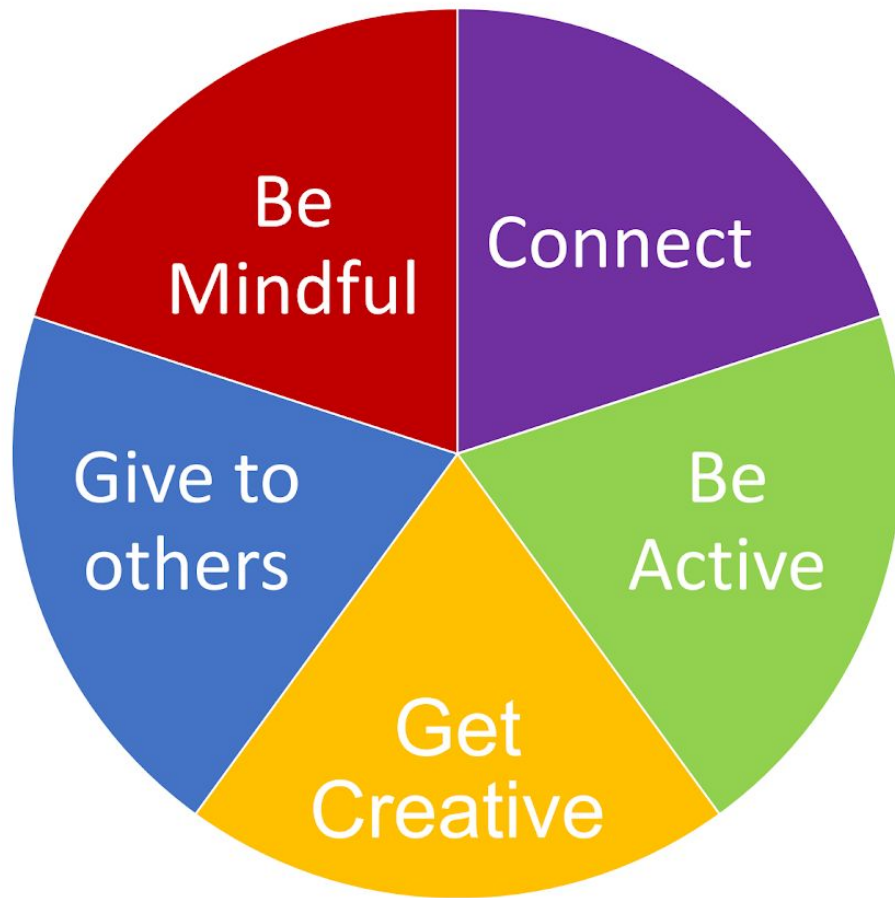 Be
Mindful
Connect
Give to
others
Be
Active
Get
Creative